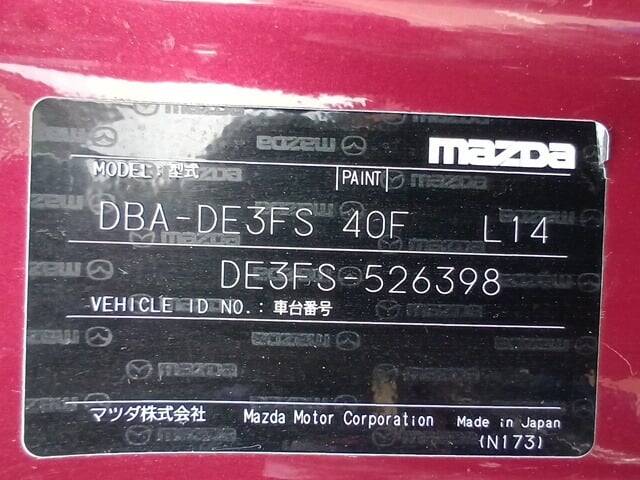 mazda
MODEL:型式 PAINT
DBA-DE3FS 40F L14
DE3FS-526398
VEHICLE ID NO.:車台番号
マツダ株式会社 Mazda Motor Corporation Made in Japan
(N173)